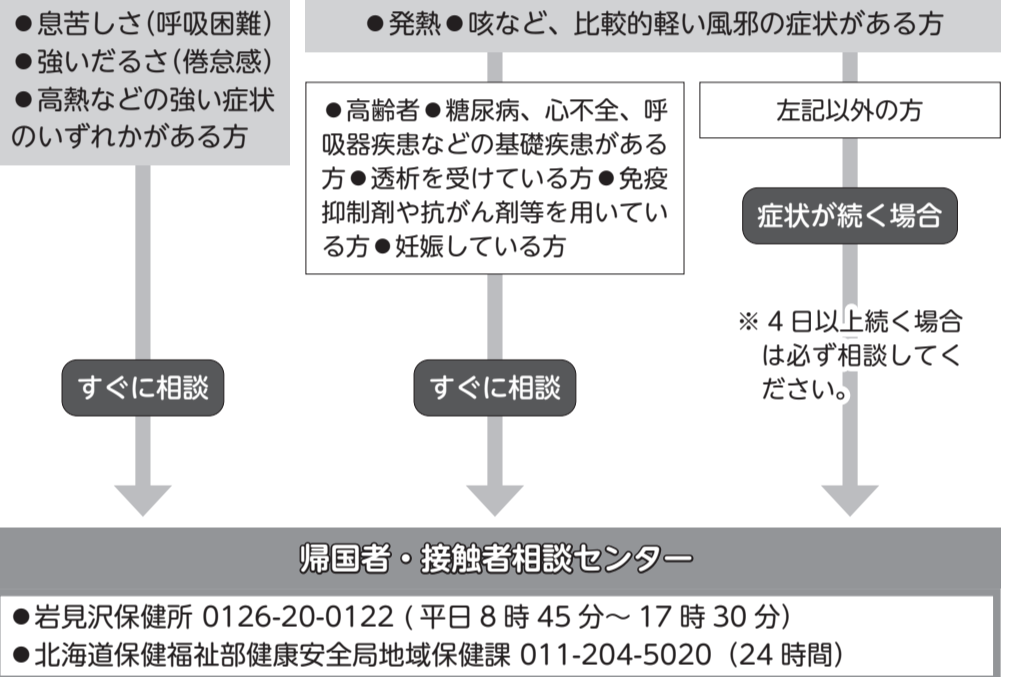 ●息苦しさ（呼吸困難）
●強いだるさ（倦怠感）
●高熱などの強い症状
のいずれかがある方
●発熱●咳など、比較的軽い風邪の症状がある方
●高齢者●糖尿病、心不全、呼
吸器疾患などの基礎疾患がある
方●透析を受けている方●免疫
抑制剤や抗がん剤等を用いてい
る方●妊娠している方
左記以外の方
症状が続く場合
※ 4 日以上続く場合
は必ず相談してく
ださい。
すぐに相談
すぐに相談
帰国者・接触者相談センター
●岩見沢保健所 0126-20-0122 ( 平日 8 時 45 分～ 17 時 30 分）
●北海道保健福祉部健康安全局地域保健課 011-204-5020（24 時間）